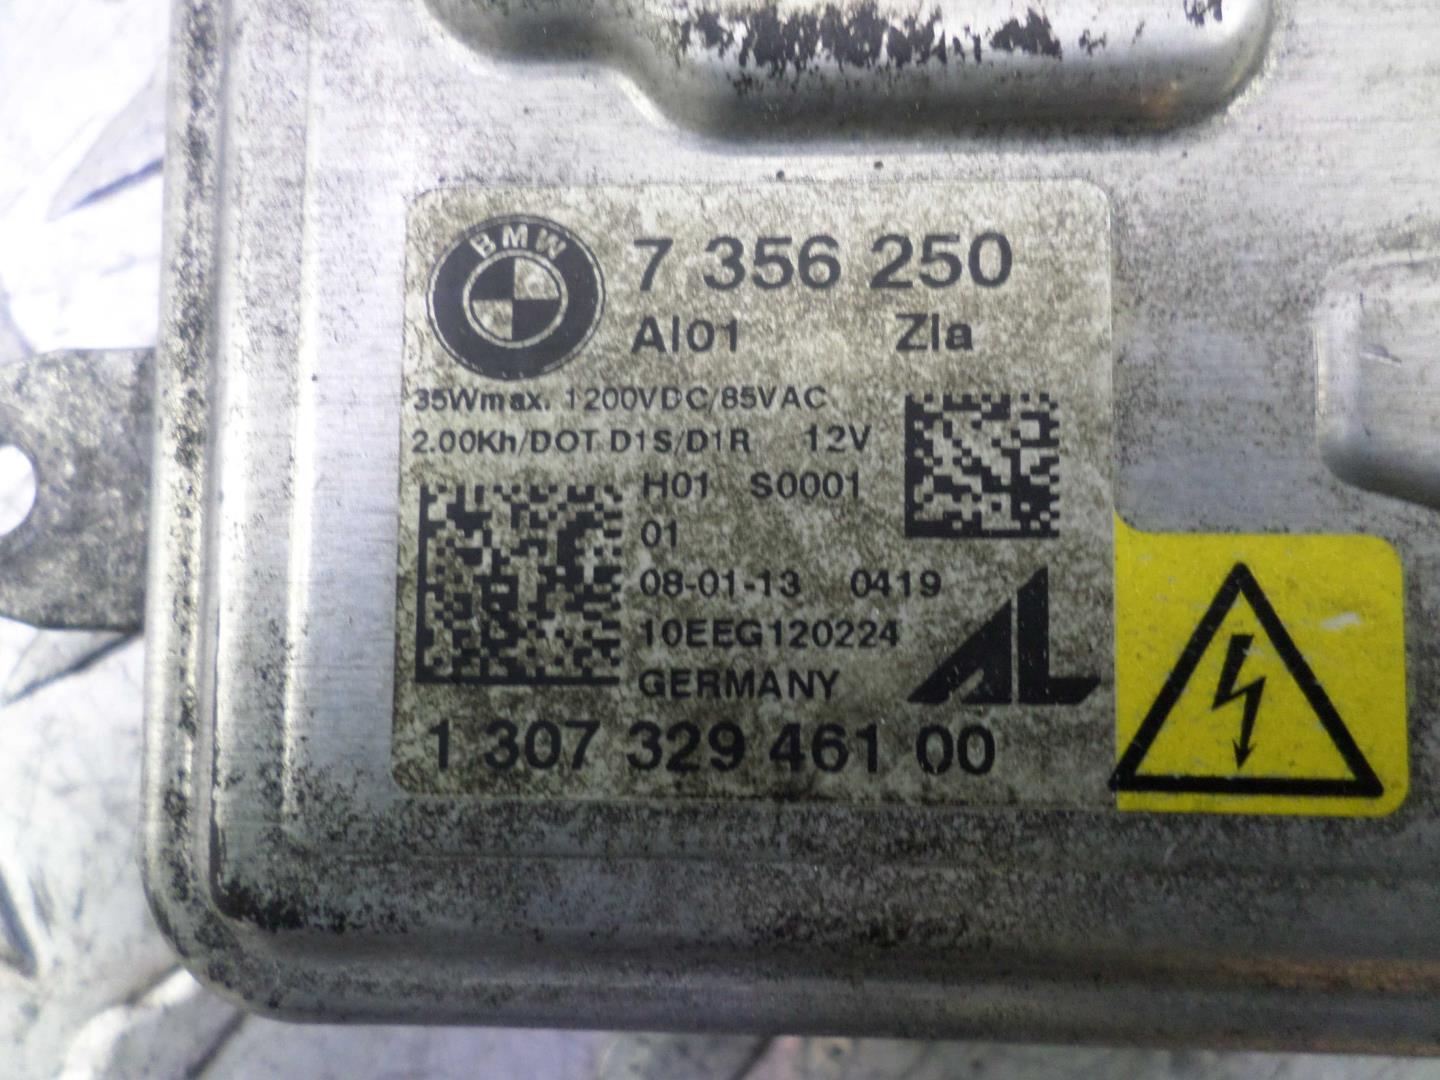 BMW
7 356 250
AI01 Zla
35Wmax. 1200VDC/85VAC
2.00Kh/DOT D1S/D1R 12V
H01 S0001
01
08-01-13 0419
10EEG120224
GERMANY
AL
1 307 329 461 00